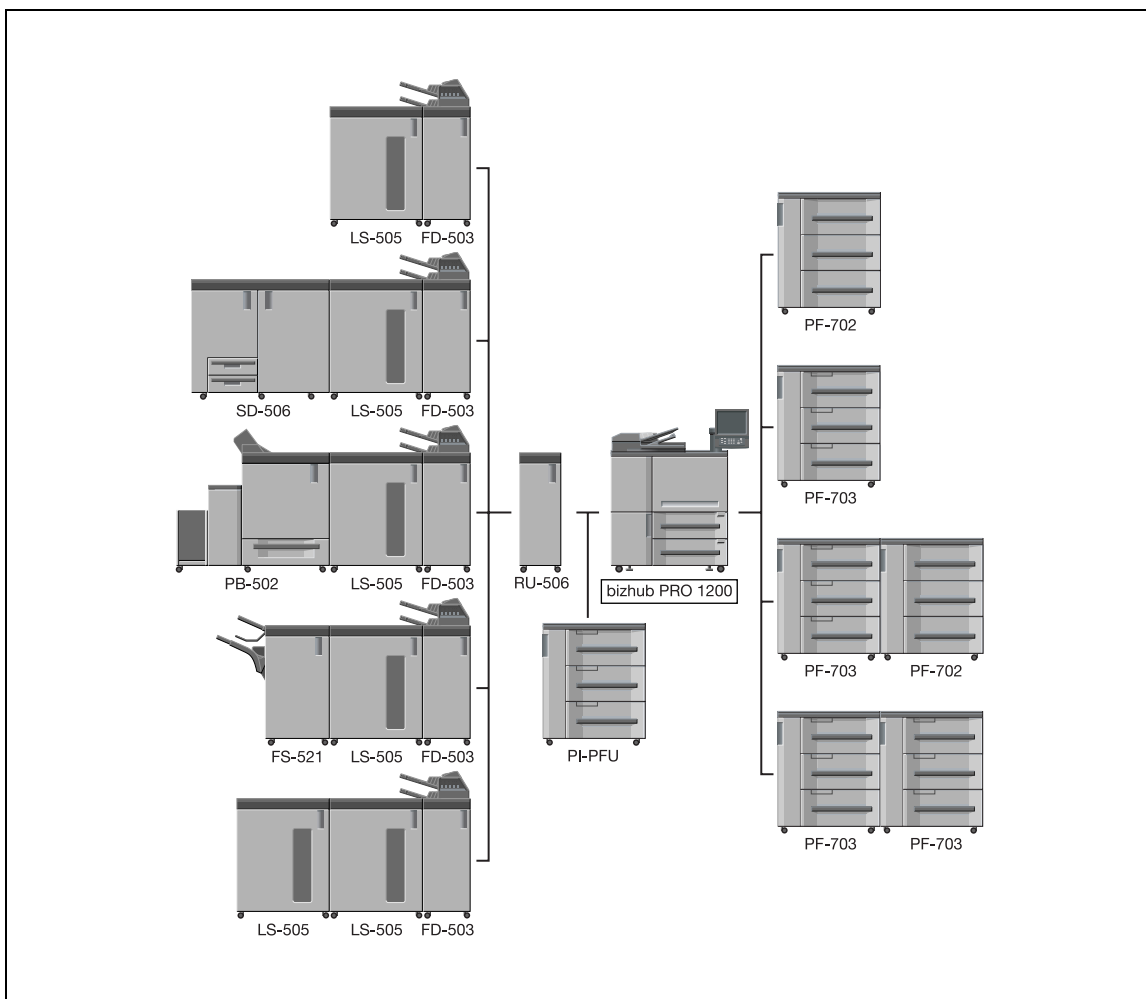 LS-505 FD-503
PF-702
SD-506 LS-505 FD-503
PF-703
PB-502 LS-505 FD-503
RU-506
bizhub PRO 1200
PF-703 PF-702
FS-521 LS-505 FD-503
PI-PFU
PF-703 PF-703
LS-505 LS-505 FD-503